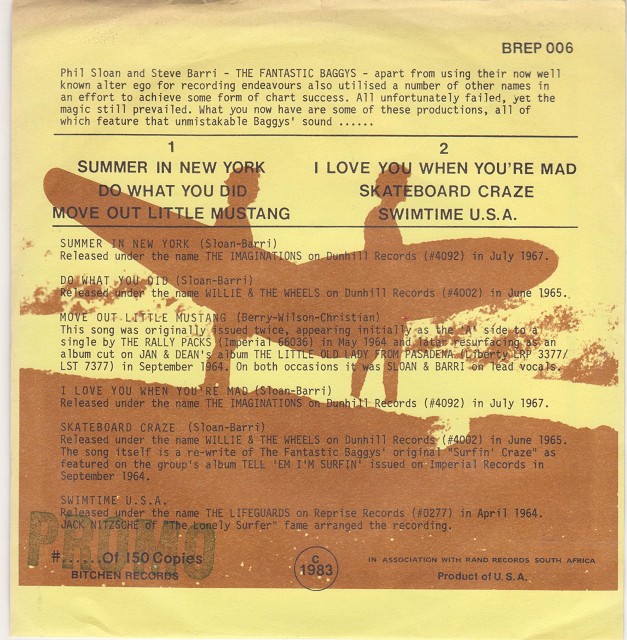 BREP 006
Phil Sloan and Steve Barri - THE FANTASTIC BAGGYS - apart from using their now well
known alter ego for recording endeavours also utilised a number of other names in
an effort to achieve some form of chart success. All unfortunately failed, yet the
magic still prevailed. What you now have are some of these productions, all of
which feature that unmistakable Baggys' sound ......
1
SUMMER IN NEW YORK
DO WHAT YOU DID
MOVE OUT LITTLE MUSTANG
2
I LOVE YOU WHEN YOU'RE MAD
SKATEBOARD CRAZE
SWIMTIME U.S.A.
SUMMER IN NEW YORK (Sloan-Barri)
Released under the name THE IMAGINATIONS on Dunhill Records (#4092) in July 1967.
DO WHAT YOU DID (Sloan-Barri)
Released under the name WILLIE & THE WHEELS on Dunhill Records (#4002) in June 1965.
MOVE OUT LITTLE MUSTANG (Berry-Wilson-Christian)
This song was originally issued twice, appearing initially as the 'A' side to a
single by THE RALLY PACKS (Imperial 66036) in May 1964 and later resurfacing as an
album cut on JAN & DEAN's album THE LITTLE OLD LADY FROM PASADENA (Liberty LRP 3377/
LST 7377) in September 1964. On both occasions it was SLOAN & BARRI on lead vocals.
I LOVE YOU WHEN YOU'RE MAD (Sloan-Barri)
Released under the name THE IMAGINATIONS on Dunhill Records (#4092) in July 1967.
SKATEBOARD CRAZE (Sloan-Barri)
Released under the name WILLIE & THE WHEELS on Dunhill Records (#4002) in June 1965.
The song itself is a re-write of The Fantastic Baggys' original "Surfin' Craze" as
featured on the group's album TELL 'EM I'M SURFIN' issued on Imperial Records in
September 1964.
SWIMTIME U.S.A.
Released under the name THE LIFEGUARDS on Reprise Records (#0277) in April 1964.
JACK NITZSCHE of "The Lonely Surfer" fame arranged the recording.
PROMO
#......Of 150 Copies
BITCHEN RECORDS
C
1983
IN ASSOCIATION WITH RAND RECORDS SOUTH AFRICA
Product of U.S.A.